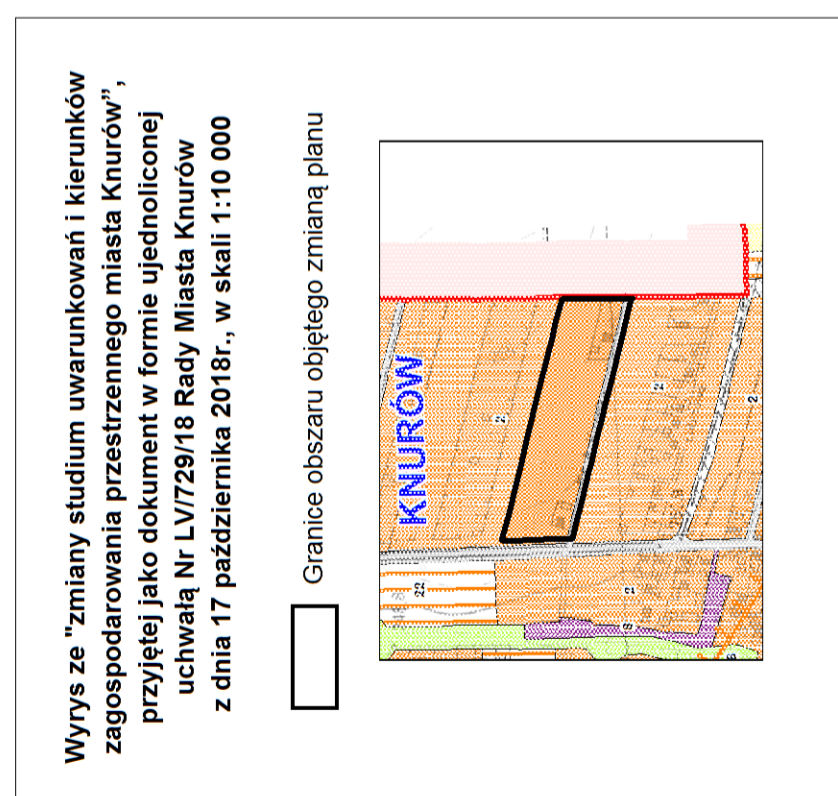 Wyrys ze "zmiany studium uwarunkowań i kierunków
zagospodarowania przestrzennego miasta Knurów”,
przyjętej jako dokument w formie ujednoliconej
uchwałą Nr LV/729/18 Rady Miasta Knurów
z dnia 17 października 2018r., w skali 1:10 000
Granice obszaru objętego zmianą planu
KNURÓW
2
2
2
22
2
8